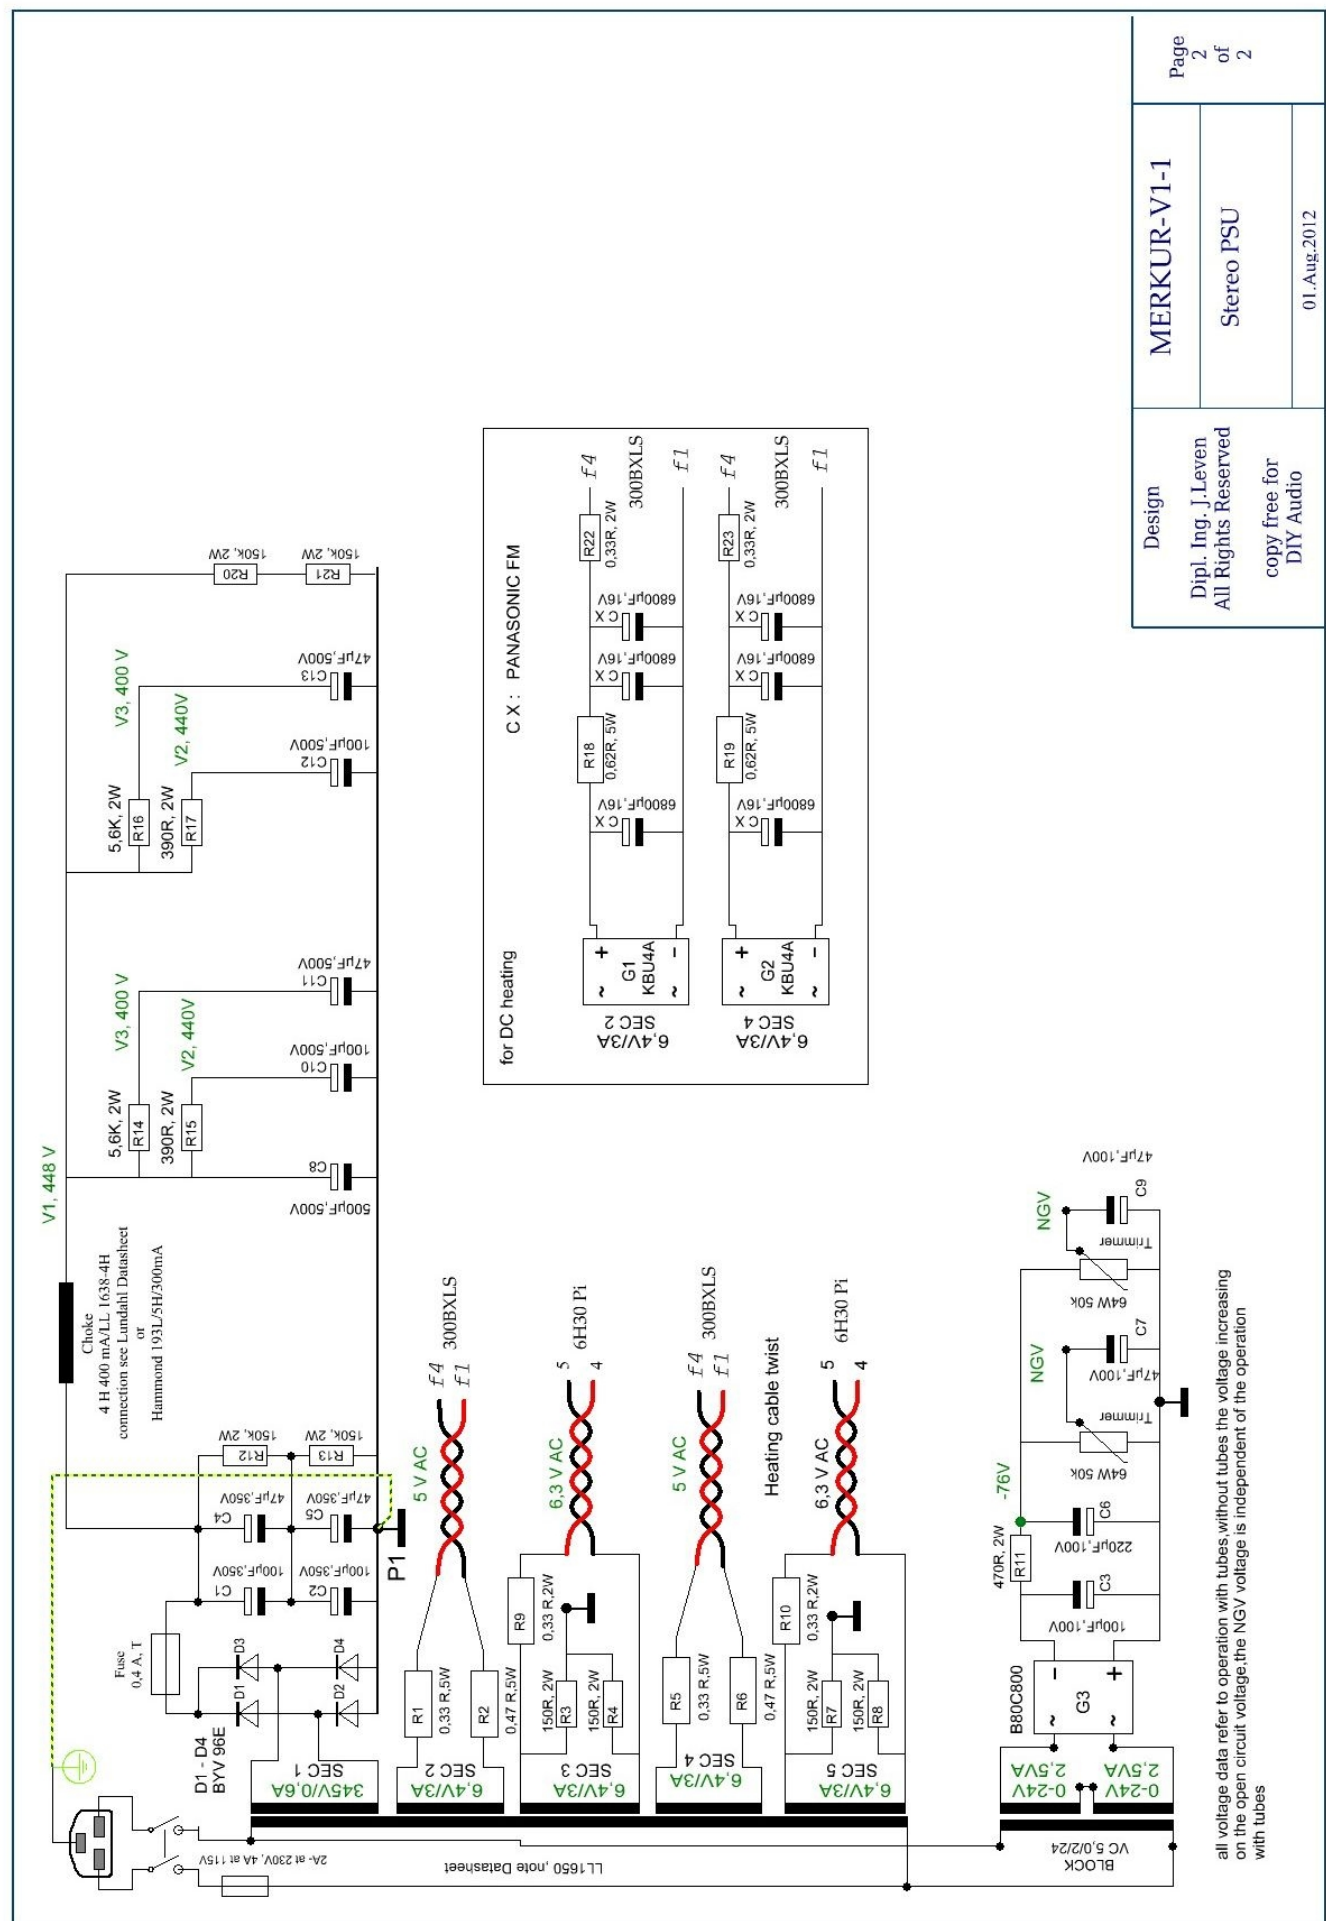 Page
2
of
2
MERKUR-V1-1
Stereo PSU
01.Aug.2012
Design
Dipl. Ing. J.Leven
All Rights Reserved
copy free for
DIY Audio
2A- at 230V, 4A at 115V
LL1650 ,note Datasheet
Fuse
0,4 A, T
D1 - D4
BYV 96E
D1
D3
D2
D4
SEC 1
345V/0,6A
C1
100µF,350V
C2
100µF,350V
C4
47µF,350V
C5
47µF,350V
R12
150k, 2W
R13
150k, 2W
P1
Choke
4 H 400 mA/LL 1638-4H
connection see Lundahl Datasheet
or
Hammond 193L/5H/300mA
V1, 448 V
C8
500µF,500V
5,6K, 2W
R14
390R, 2W
R15
V3, 400 V
V2, 440V
C10
100µF,500V
C11
47µF,500V
5,6K, 2W
R16
390R, 2W
R17
V3, 400 V
V2, 440V
C12
100µF,500V
C13
47µF,500V
R20
150k, 2W
R21
150k, 2W
SEC 2
6,4V/3A
R1
0,33 R,5W
R2
0,47 R,5W
5 V AC
f4
f1
300BXLS
SEC 3
6,4V/3A
150R, 2W
R3
150R, 2W
R4
R9
0,33 R,2W
6,3 V AC
5
4
6H30 Pi
SEC 4
6,4V/3A
R5
0,33 R,5W
R6
0,47 R,5W
5 V AC
f4
f1
300BXLS
Heating cable twist
SEC 5
6,4V/3A
150R, 2W
R7
150R, 2W
R8
R10
0,33 R,2W
6,3 V AC
5
4
6H30 Pi
for DC heating
C X : PANASONIC FM
SEC 2
6,4V/3A
~ +
G1
KBU4A
~ -
C X
6800µF,16V
R18
0,62R, 5W
C X
6800µF,16V
C X
6800µF,16V
R22
0,33R, 2W
f4
300BXLS
f1
SEC 4
6,4V/3A
~ +
G2
KBU4A
~ -
C X
6800µF,16V
R19
0,62R, 5W
C X
6800µF,16V
C X
6800µF,16V
R23
0,33R, 2W
f4
300BXLS
f1
BLOCK
VC 5,0/2/24
0-24V
2,5VA
0-24V
2,5VA
B80C800
~ -
G3
~ +
C3
100µF,100V
470R, 2W
R11
-76V
C6
220µF,100V
64W 50k
Trimmer
NGV
C7
47µF,100V
64W 50k
Trimmer
NGV
C9
47µF,100V
all voltage data refer to operation with tubes,without tubes the voltage increasing
on the open circuit voltage,the NGV voltage is independent of the operation
with tubes